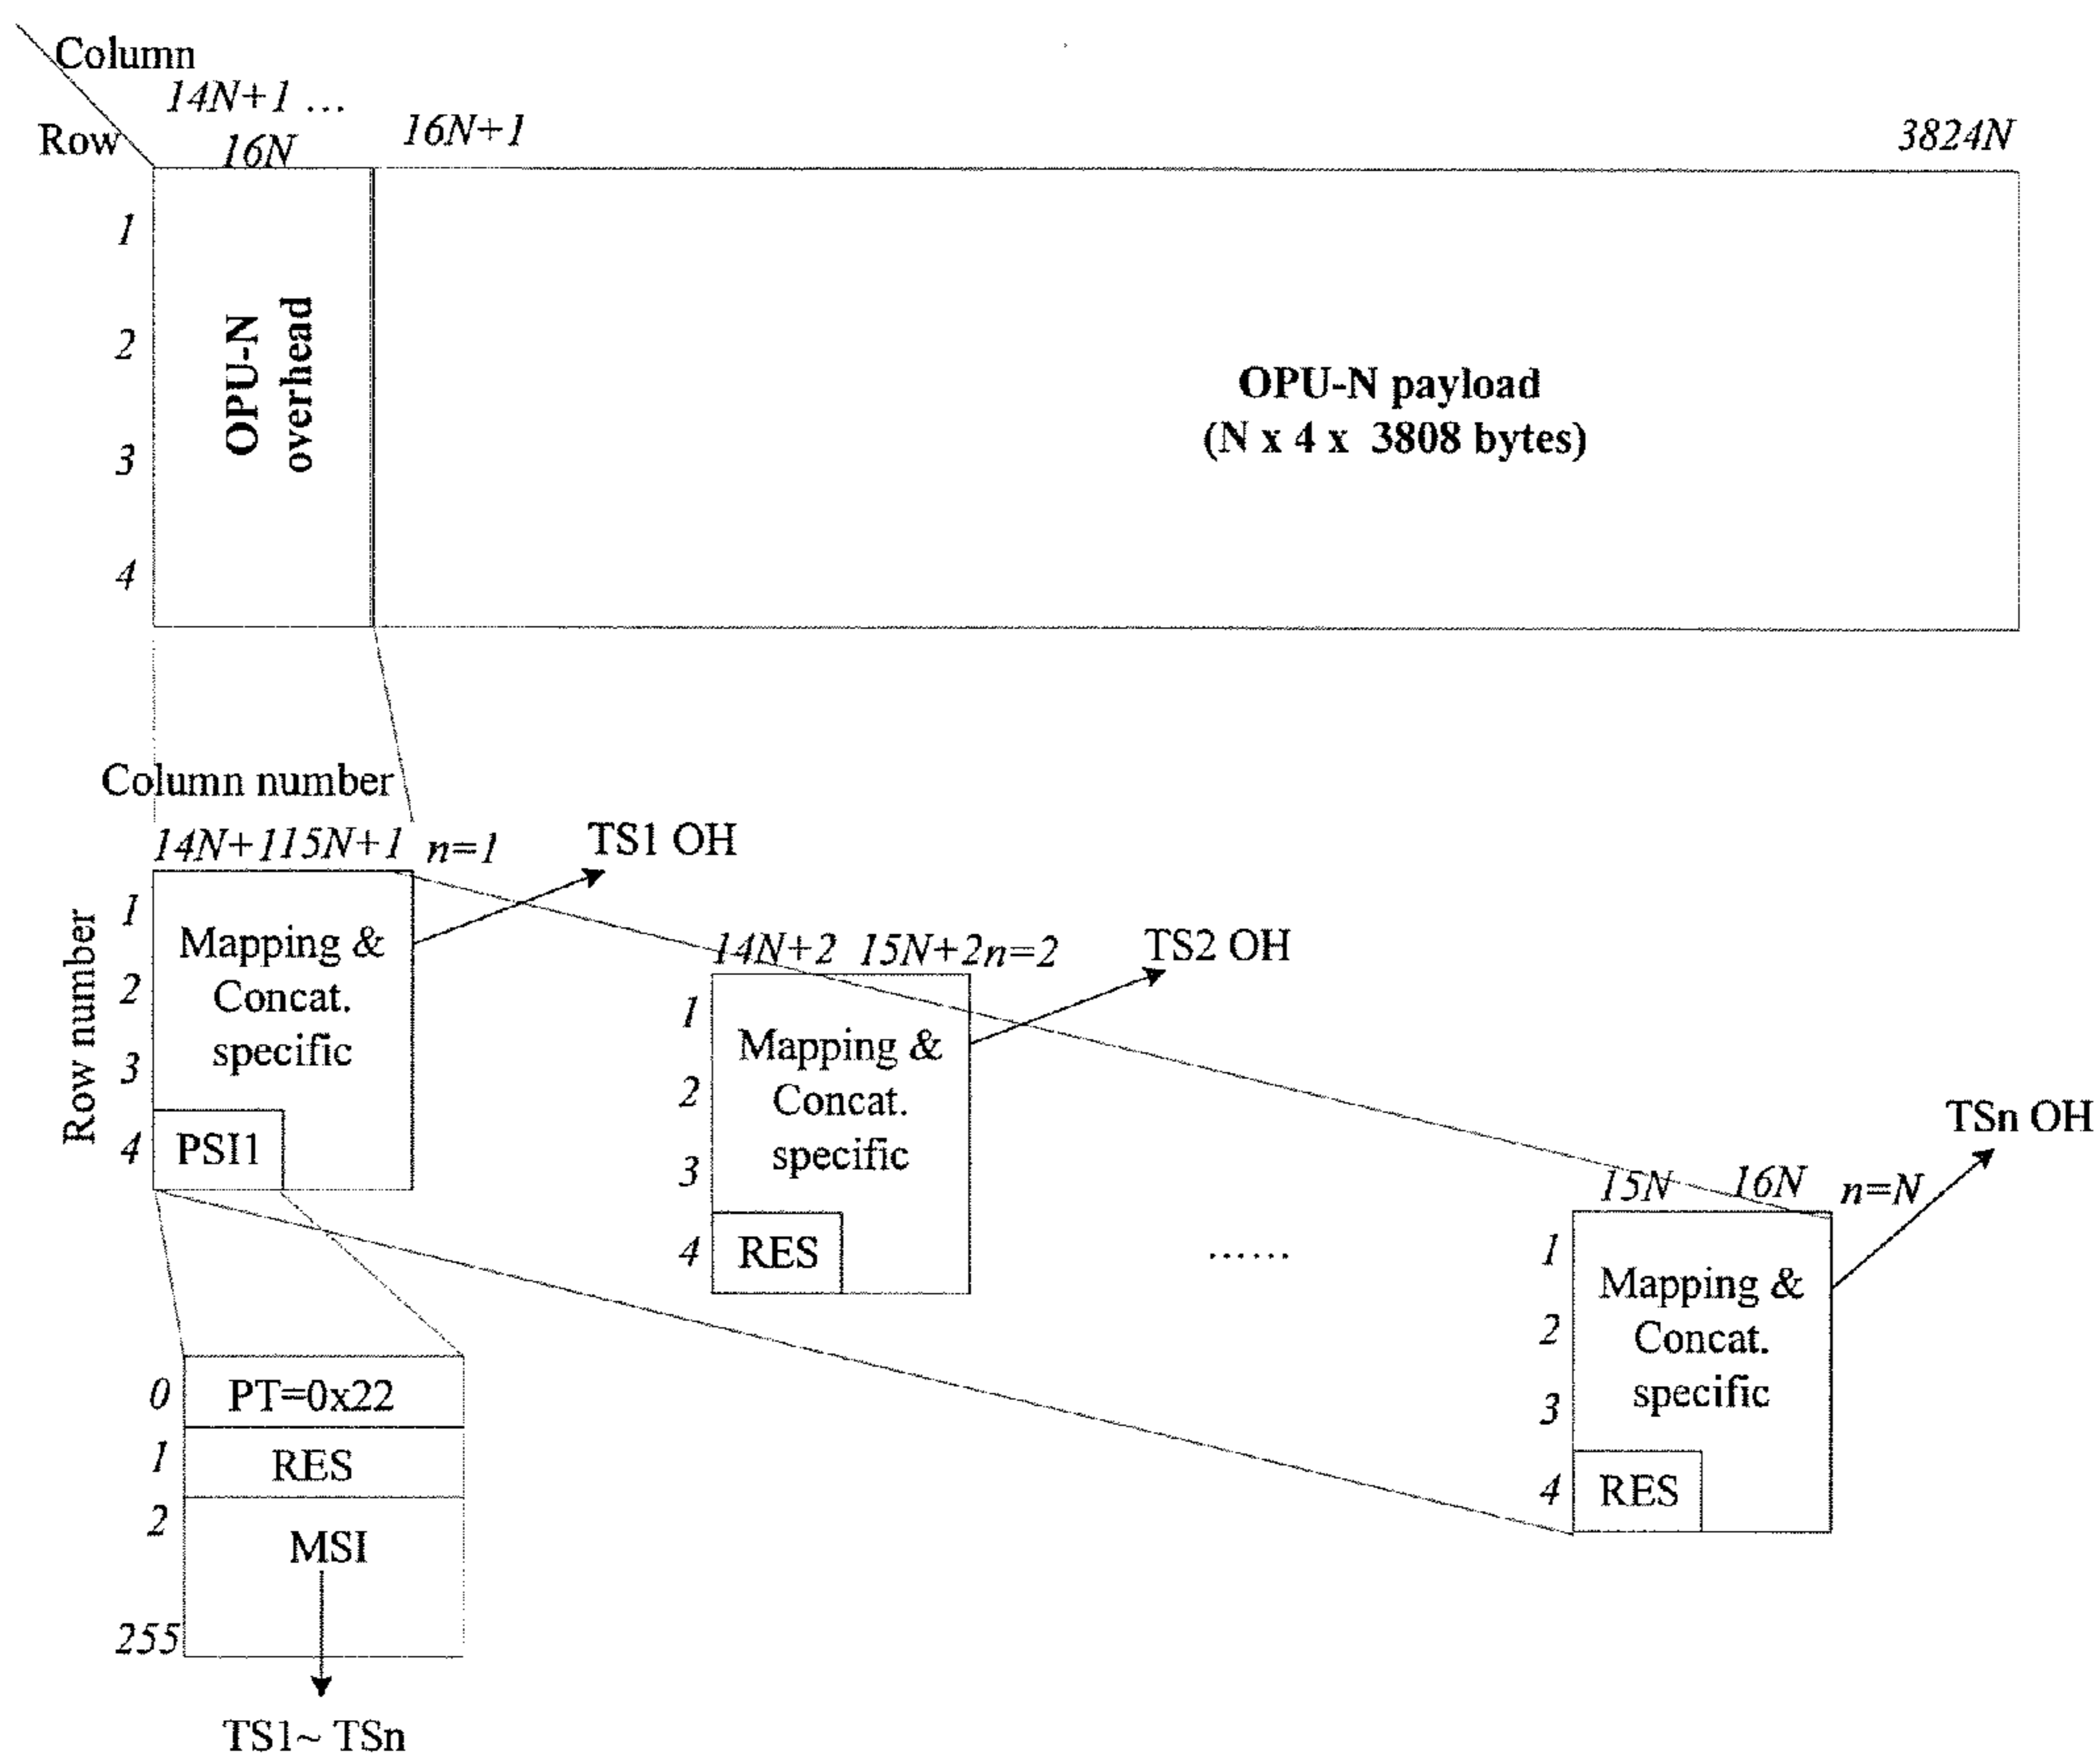 Column
14N+1 ...
Row
16N
16N+1
3824N
1
2
3
4
OPU-N
overhead
OPU-N payload
(N x 4 x 3808 bytes)
Column number
14N+1 15N+1 n=1
TS1 OH
Row number
1
2
3
4
Mapping &
Concat.
specific
PSI1
14N+2 15N+2 n=2
TS2 OH
1
2
3
4
Mapping &
Concat.
specific
RES
......
15N 16N n=N
TSn OH
1
2
3
4
Mapping &
Concat.
specific
RES
0 PT=0x22
1 RES
2
MSI
255
TS1~ TSn